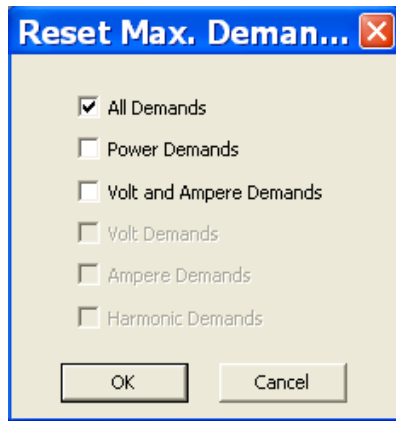 Reset Max. Deman...
All Demands
Power Demands
Volt and Ampere Demands
Volt Demands
Ampere Demands
Harmonic Demands
OK Cancel